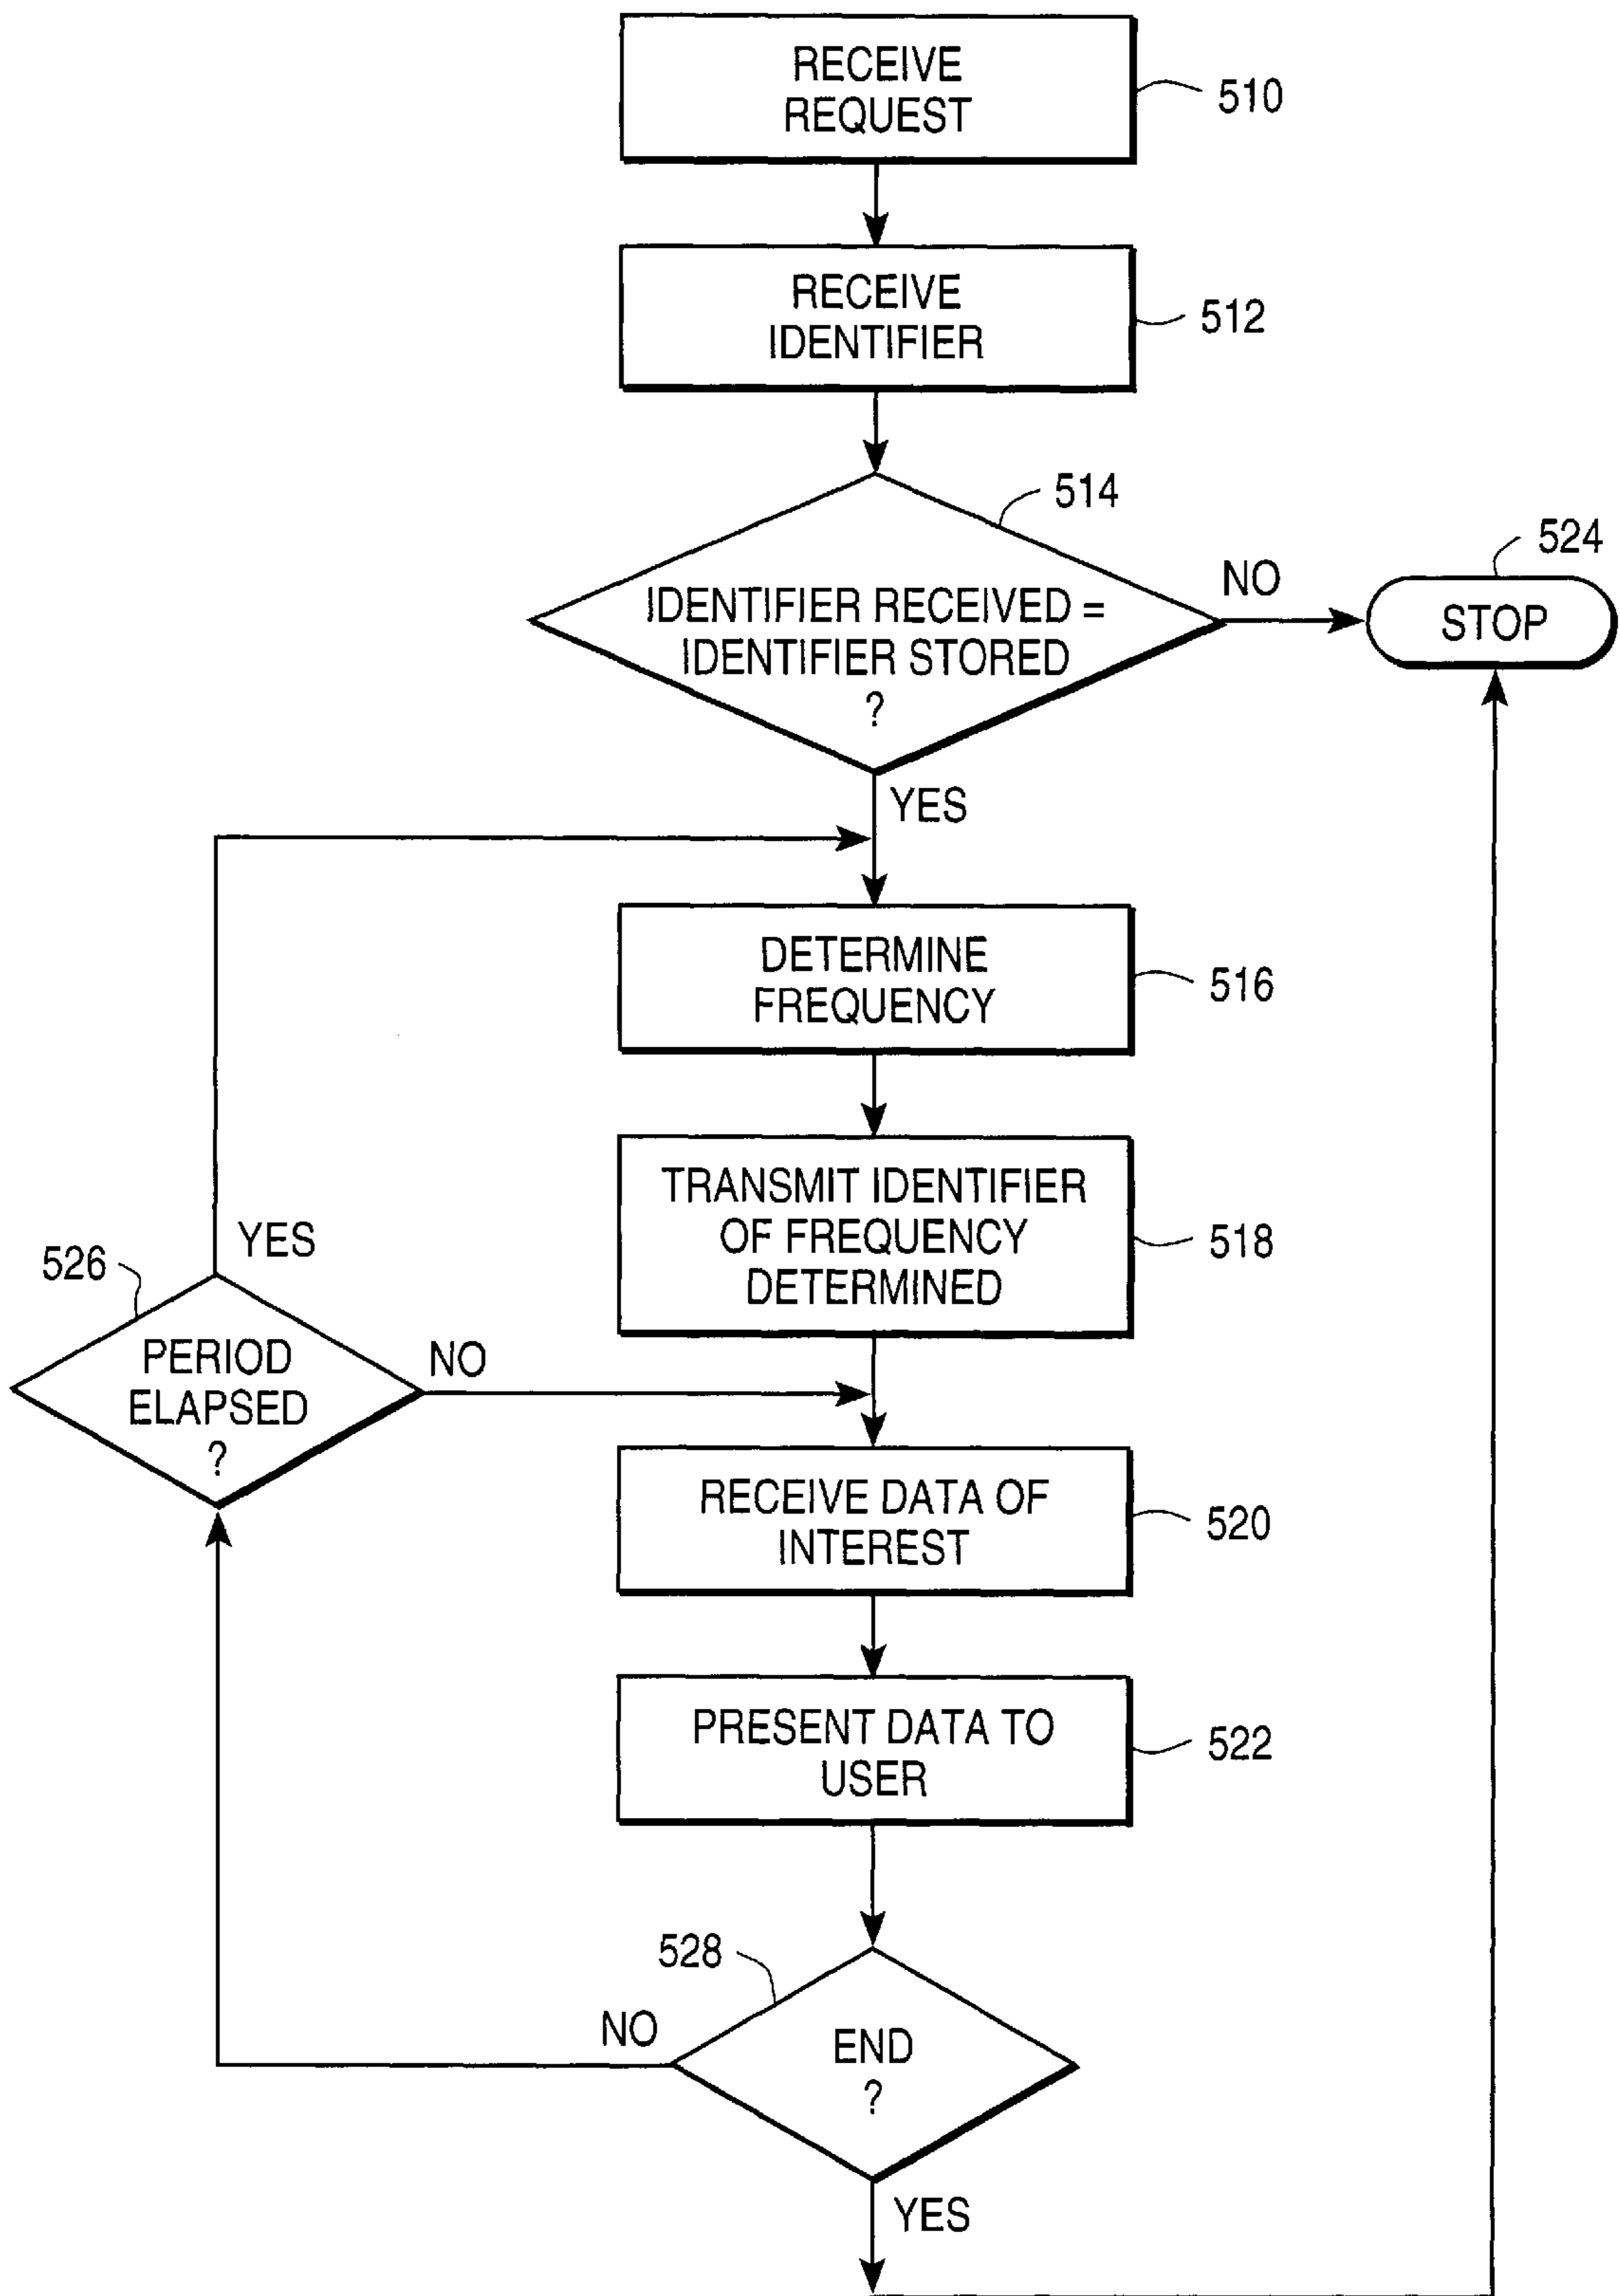 RECEIVE
REQUEST
510
RECEIVE
IDENTIFIER
512
514
IDENTIFIER RECEIVED =
IDENTIFIER STORED
?
NO
524
STOP
YES
DETERMINE
FREQUENCY
516
TRANSMIT IDENTIFIER
OF FREQUENCY
DETERMINED
518
YES
526
PERIOD
ELAPSED
?
NO
RECEIVE DATA OF
INTEREST
520
PRESENT DATA TO
USER
522
528
NO
END
?
YES